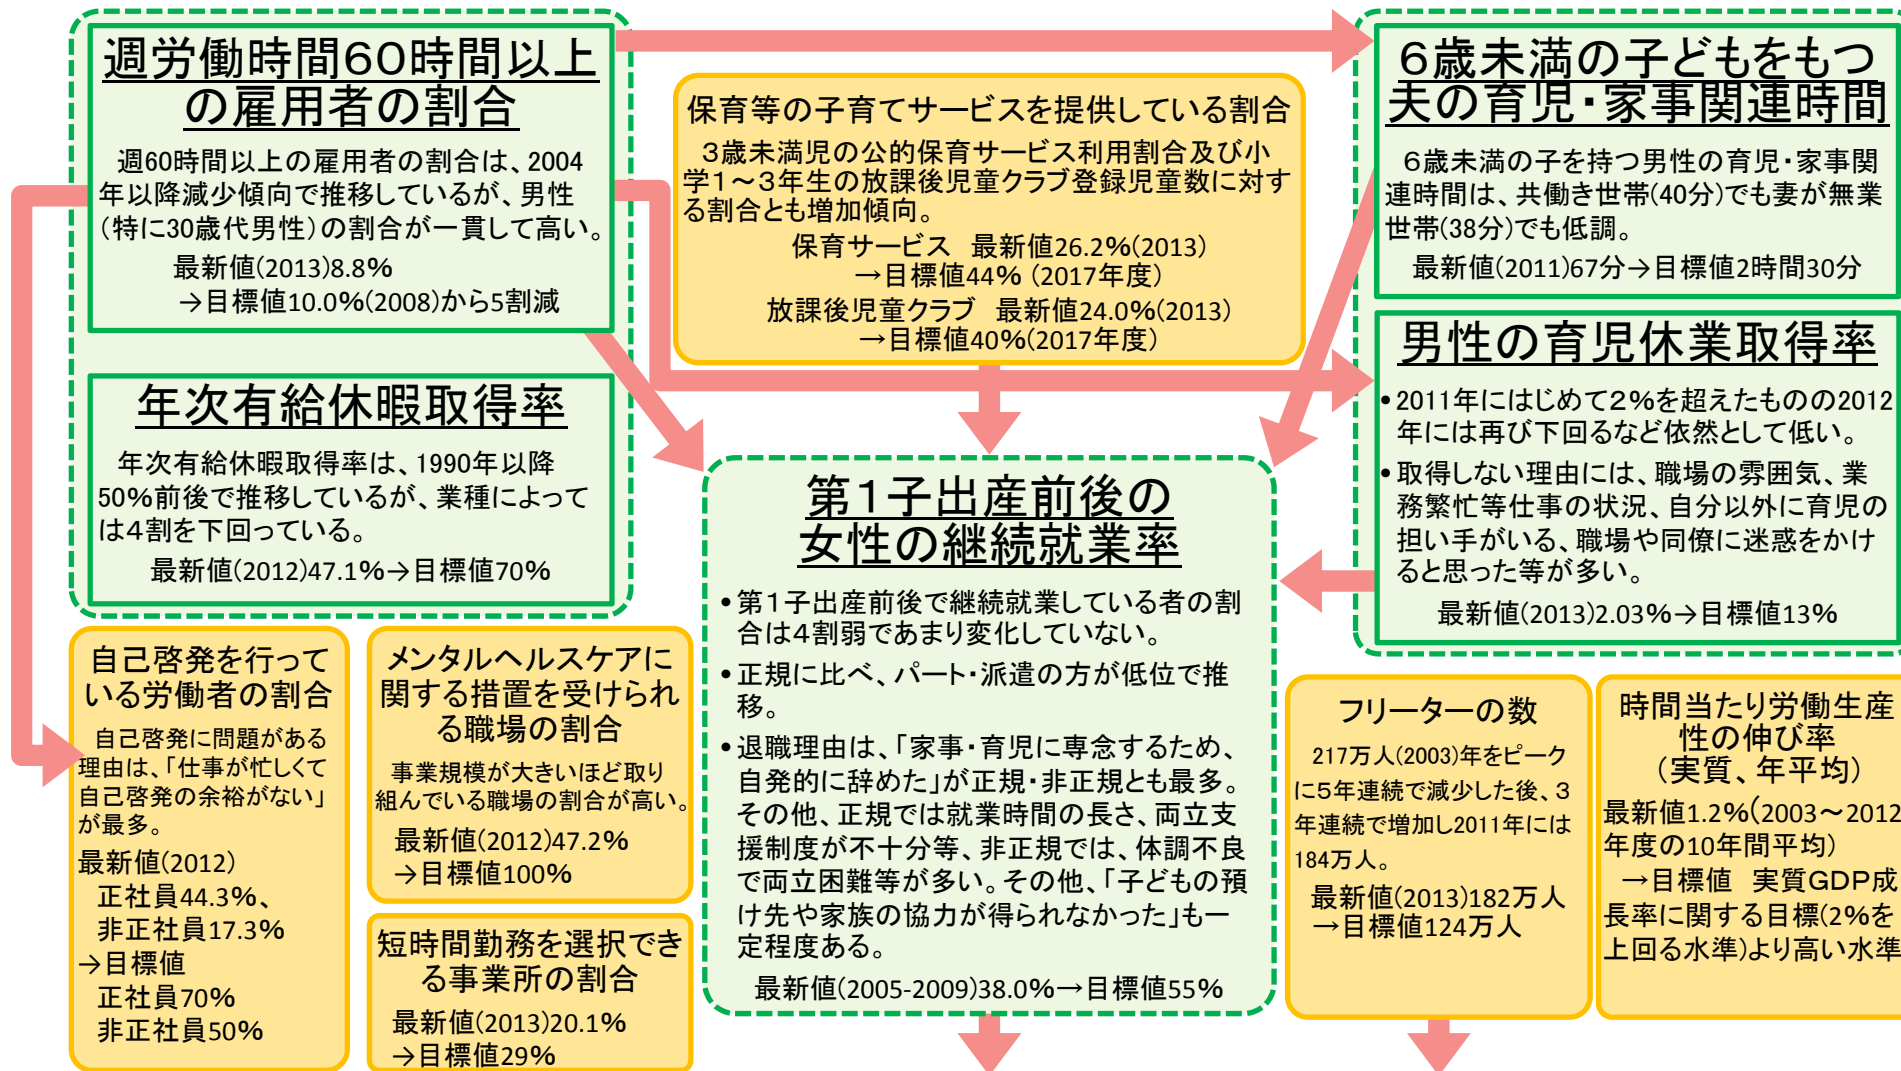 週労働時間60時間以上
の雇用者の割合
週60時間以上の雇用者の割合は、2004
年以降減少傾向で推移しているが、男性
（特に30歳代男性）の割合が一貫して高い。
最新値(2013)8.8%
→目標値10.0%(2008)から5割減
年次有給休暇取得率
年次有給休暇取得率は、1990年以降
50%前後で推移しているが、業種によって
は４割を下回っている。
最新値(2012)47.1%→目標値70%
自己啓発を行って
いる労働者の割合
自己啓発に問題がある
理由は、「仕事が忙しくて
自己啓発の余裕がない」
が最多。
最新値(2012)
正社員44.3%、
非正社員17.3%
→目標値
正社員70%
非正社員50%
メンタルヘルスケアに
関する措置を受けられ
る職場の割合
事業規模が大きいほど取り
組んでいる職場の割合が高い。
最新値(2012)47.2%
→目標値100%
短時間勤務を選択でき
る事業所の割合
最新値(2013)20.1%
→目標値29%
保育等の子育てサービスを提供している割合
３歳未満児の公的保育サービス利用割合及び小
学１～３年生の放課後児童クラブ登録児童数に対す
る割合とも増加傾向。
保育サービス　最新値26.2%(2013)
→目標値44% (2017年度)
放課後児童クラブ　最新値24.0%(2013)
→目標値40%(2017年度)
第１子出産前後の
女性の継続就業率
•第１子出産前後で継続就業している者の割
合は４割弱であまり変化していない。
•正規に比べ、パート・派遣の方が低位で推
移。
•退職理由は、「家事・育児に専念するため、
自発的に辞めた」が正規・非正規とも最多。
その他、正規では就業時間の長さ、両立支
援制度が不十分等、非正規では、体調不良
で両立困難等が多い。その他、「子どもの預
け先や家族の協力が得られなかった」も一
定程度ある。
最新値(2005-2009)38.0%→目標値55%
６歳未満の子どもをもつ
夫の育児・家事関連時間
６歳未満の子を持つ男性の育児・家事関
連時間は、共働き世帯(40分)でも妻が無業
世帯(38分)でも低調。
最新値(2011)67分→目標値2時間30分
男性の育児休業取得率
•2011年にはじめて２%を超えたものの2012
年には再び下回るなど依然として低い。
•取得しない理由には、職場の雰囲気、業
務繁忙等仕事の状況、自分以外に育児の
担い手がいる、職場や同僚に迷惑をかけ
ると思った等が多い。
最新値(2013)2.03%→目標値13%
フリーターの数
217万人(2003)年をピーク
に５年連続で減少した後、３
年連続で増加し2011年には
184万人。
最新値(2013)182万人
→目標値124万人
時間当たり労働生産
性の伸び率
（実質、年平均）
最新値1.2%(2003～2012
年度の10年間平均)
→目標値　実質GDP成
長率に関する目標(2%を
上回る水準)より高い水準